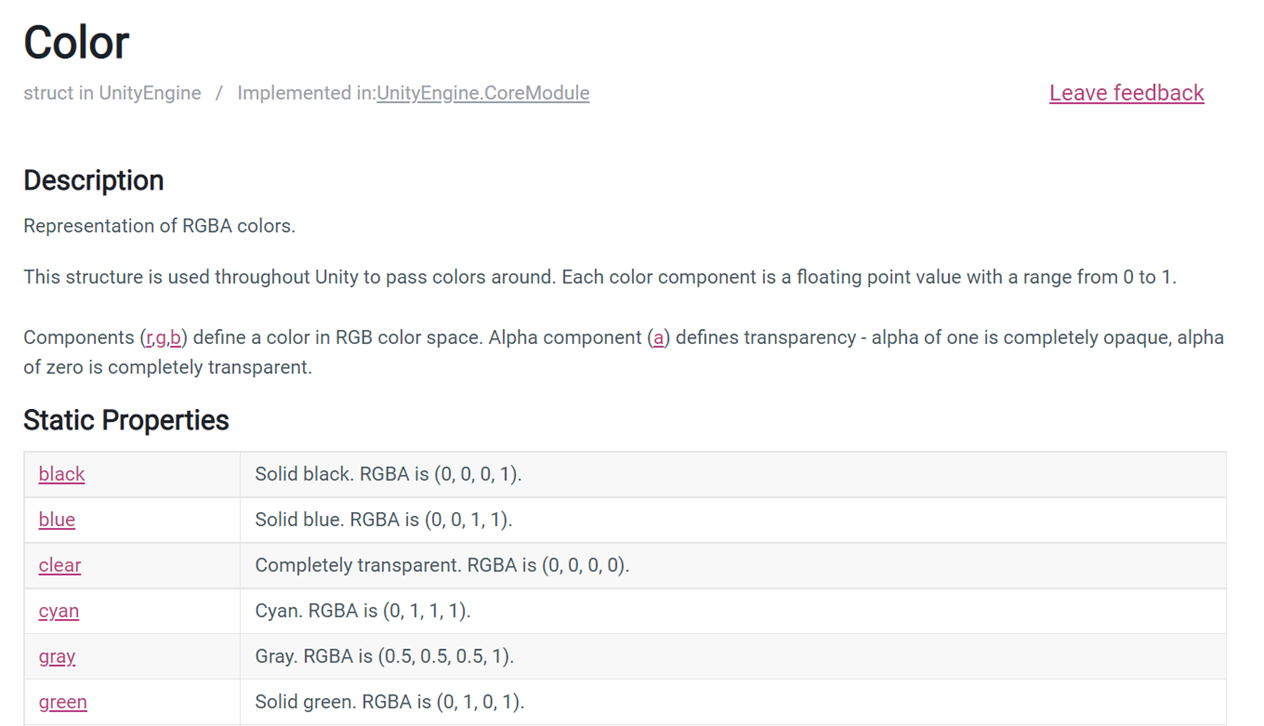 Color
struct in UnityEngine / Implemented in:UnityEngine.CoreModule
Leave feedback
Description
Representation of RGBA colors.
This structure is used throughout Unity to pass colors around. Each color component is a floating point value with a range from 0 to 1.
Components (r,g,b) define a color in RGB color space. Alpha component (a) defines transparency - alpha of one is completely opaque, alpha
of zero is completely transparent.
Static Properties
black Solid black. RGBA is (0, 0, 0, 1).
blue Solid blue. RGBA is (0, 0, 1, 1).
clear Completely transparent. RGBA is (0, 0, 0, 0).
cyan Cyan. RGBA is (0, 1, 1, 1).
gray Gray. RGBA is (0.5, 0.5, 0.5, 1).
green Solid green. RGBA is (0, 1, 0, 1).